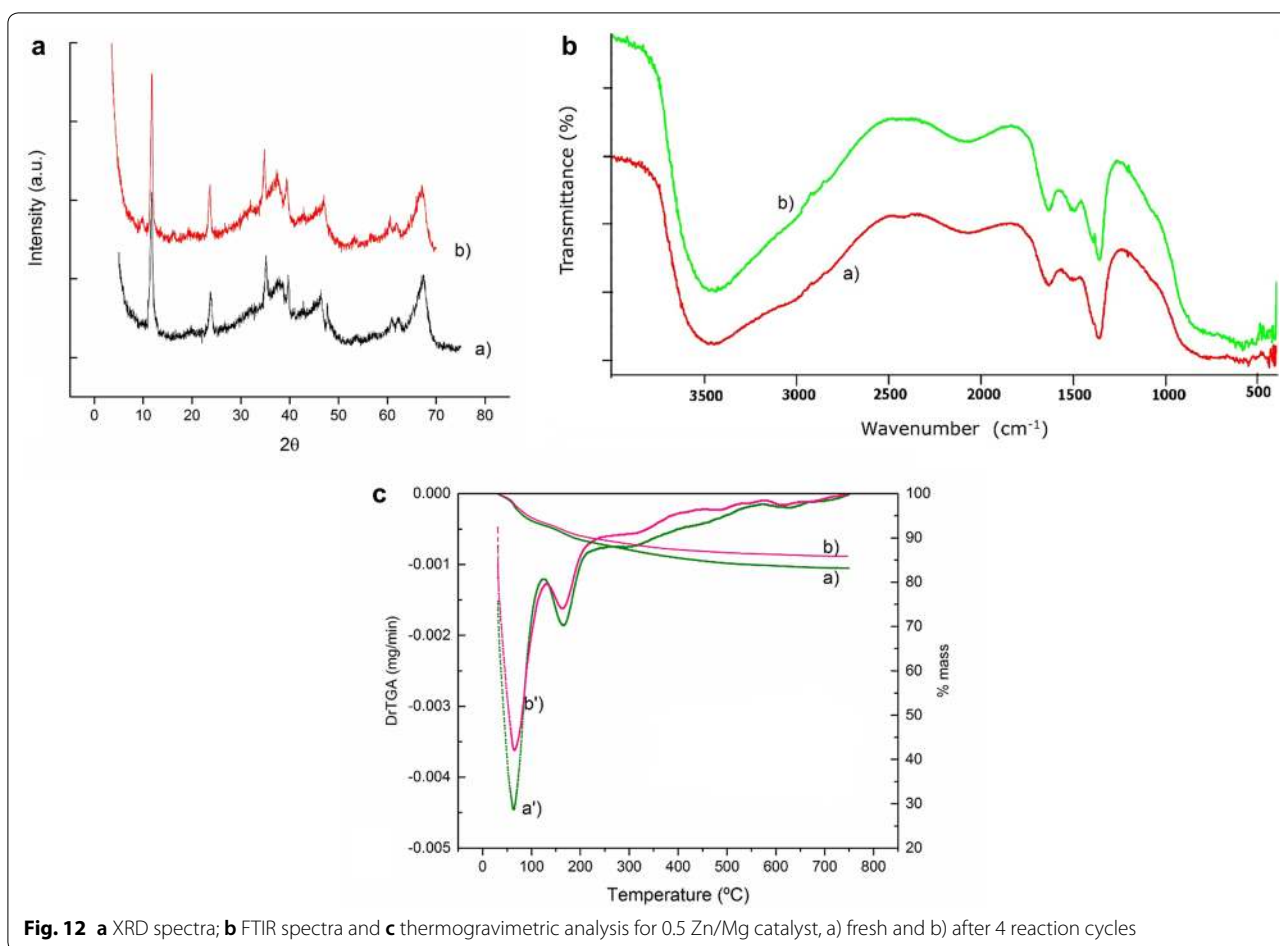 a
Intensity (a.u.)
b)
a)
0 10 20 30 40 50 60 70 80
2θ
b
Transmittance (%)
b)
a)
3500 3000 2500 2000 1500 1000 500
Wavenumber (cm-1)
c
DrTGA (mg/min)
0.000
-0.001
-0.002
-0.003
-0.004
-0.005
b)
a)
b')
a')
100
90
80
70
60
50
40
30
20
% mass
0 100 200 300 400 500 600 700 800
Temperature (ºC)
Fig. 12 a XRD spectra; b FTIR spectra and c thermogravimetric analysis for 0.5 Zn/Mg catalyst, a) fresh and b) after 4 reaction cycles